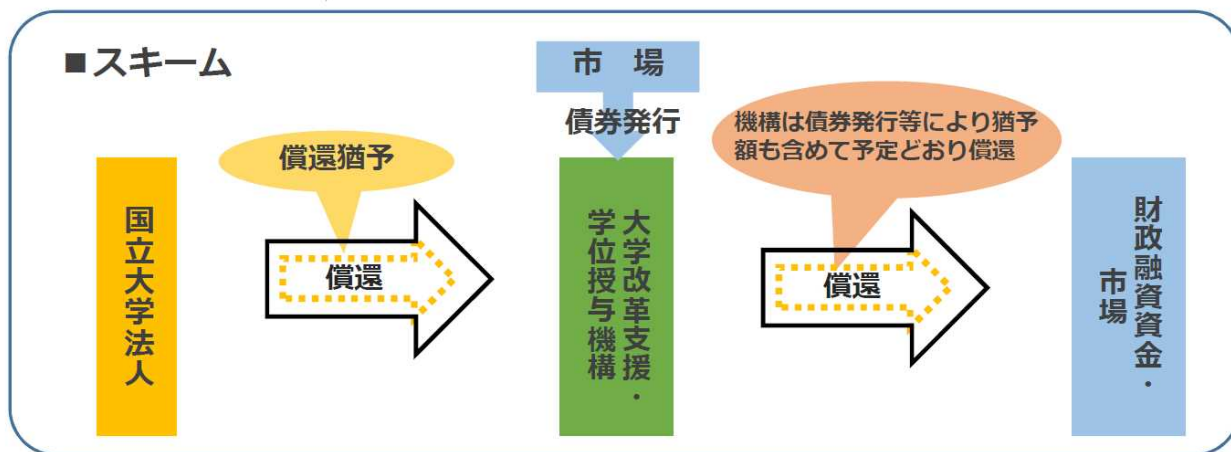 ■スキーム
市　場
債券発行
償還猶予
機構は債券発行等により猶予
額も含めて予定どおり償還
国立大学法人
償還
大学改革支援・
学位授与機構
償還
財政融資資金・
市場